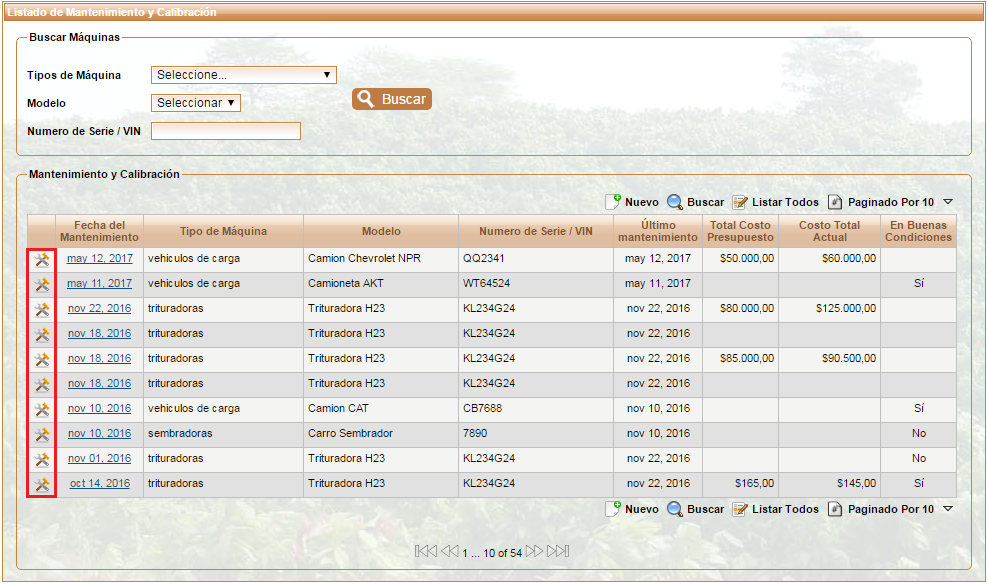 Listado de Mantenimiento y Calibración
Buscar Máquinas
Tipos de Máquina Seleccione...
Modelo Seleccionar
Buscar
Numero de Serie / VIN
Mantenimiento y Calibración
Nuevo Buscar Listar Todos Paginado Por 10
Fecha del Mantenimiento Tipo de Máquina Modelo Numero de Serie / VIN Último mantenimiento Total Costo Presupuesto Costo Total Actual En Buenas Condiciones
may 12, 2017 vehiculos de carga Camion Chevrolet NPR QQ2341 may 12, 2017 $50.000,00 $60.000,00
may 11, 2017 vehiculos de carga Camioneta AKT WT64524 may 11, 2017 Sí
nov 22, 2016 trituradoras Trituradora H23 KL234G24 nov 22, 2016 $80.000,00 $125.000,00
nov 18, 2016 trituradoras Trituradora H23 KL234G24 nov 22, 2016
nov 18, 2016 trituradoras Trituradora H23 KL234G24 nov 22, 2016 $85.000,00 $90.500,00
nov 18, 2016 trituradoras Trituradora H23 KL234G24 nov 22, 2016
nov 10, 2016 vehiculos de carga Camion CAT CB7688 nov 10, 2016 Sí
nov 10, 2016 sembradoras Carro Sembrador 7890 nov 10, 2016 No
nov 01, 2016 trituradoras Trituradora H23 KL234G24 nov 22, 2016 No
oct 14, 2016 trituradoras Trituradora H23 KL234G24 nov 22, 2016 $165,00 $145,00 Sí
Nuevo Buscar Listar Todos Paginado Por 10
1 ... 10 of 54